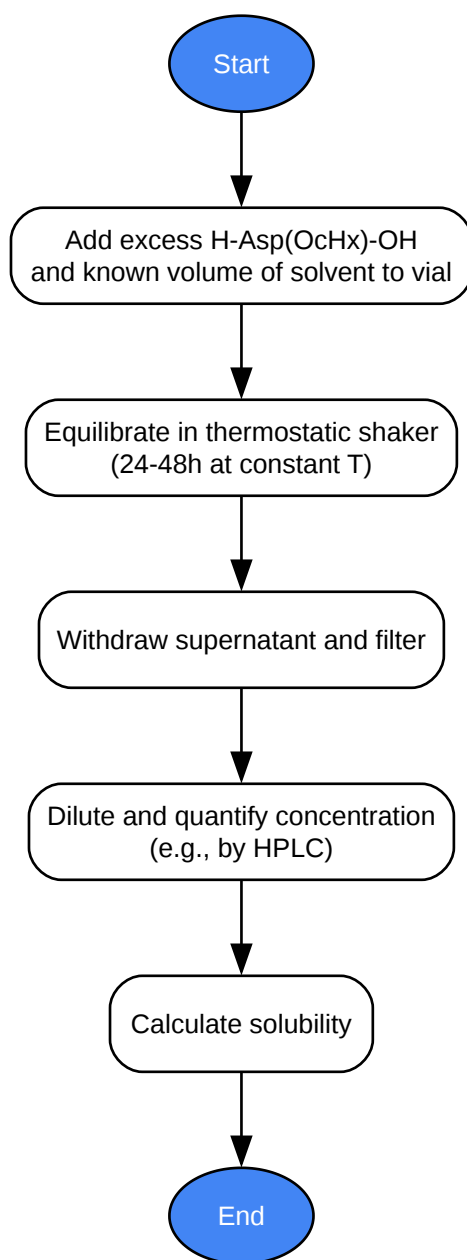 Start
Add excess H-Asp(OcHx)-OH
and known volume of solvent to vial
Equilibrate in thermostatic shaker
(24-48h at constant T)
Withdraw supernatant and filter
Dilute and quantify concentration
(e.g., by HPLC)
Calculate solubility
End